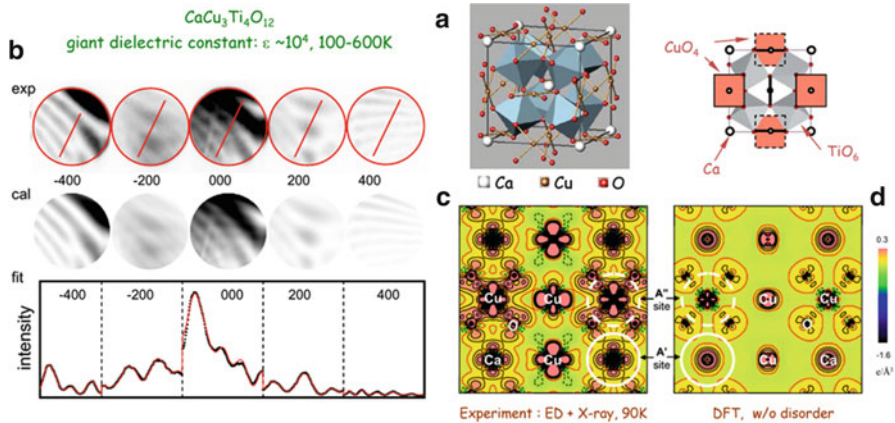 CaCu3Ti4O12
giant dielectric constant: ε ~10⁴, 100-600K
b
exp
-400 -200 000 200 400
cal
fit
-400 -200 000 200 400
intensity
a
Ca Cu O
CuO4
Ca
TiO6
c
Cu Cu
O
Ca Cu
A'' site
A' site
Experiment : ED + X-ray, 90K
d
Cu
Cu Cu
O
Cu Ca
DFT, w/o disorder
0.3
-1.6
e/Å³